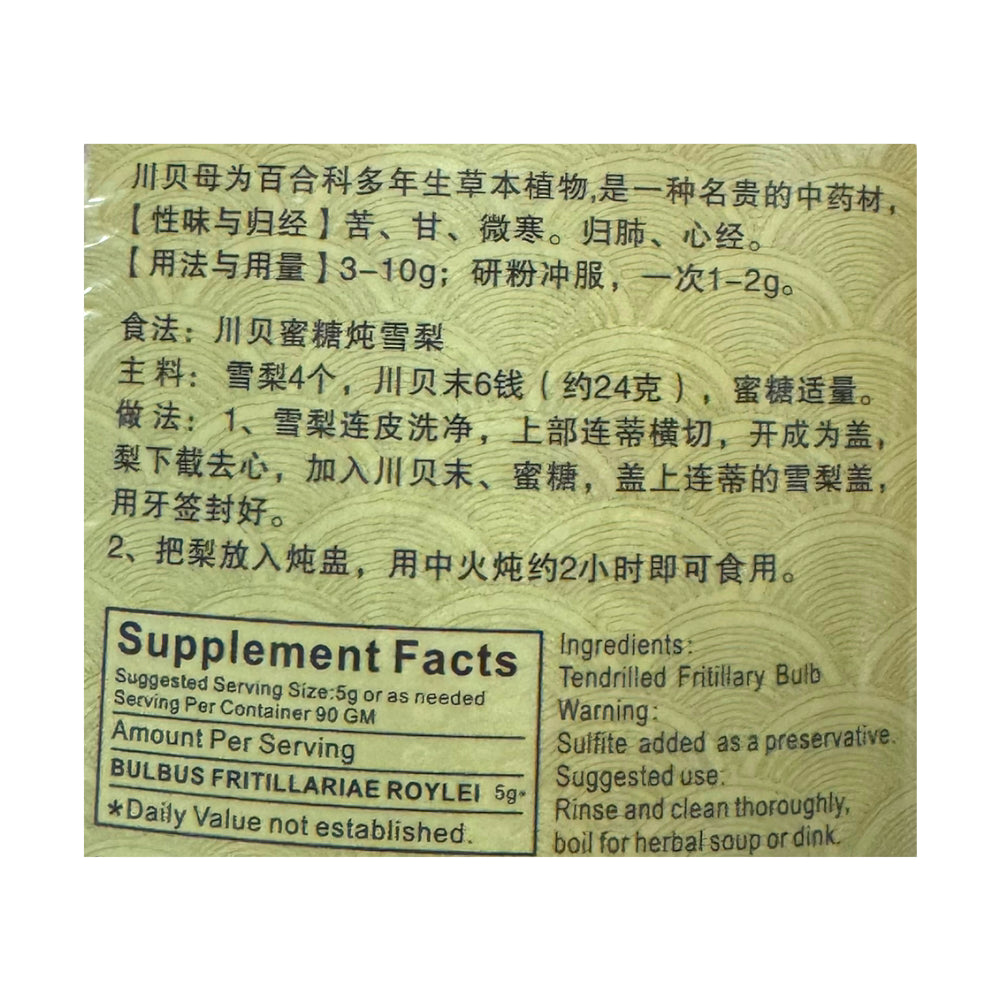 川贝母为百合科多年生草本植物,是一种名贵的中药材，
【性味与归经】苦、甘、微寒。归肺、心经。
【用法与用量】3-10g；研粉冲服，一次1-2g。
食法：川贝蜜糖炖雪梨
主料：雪梨4个，川贝末6钱（约24克），蜜糖适量。
做法：1、雪梨连皮洗净，上部连蒂横切，开成为盖，
梨下截去心，加入川贝末、蜜糖，盖上连蒂的雪梨盖，
用牙签封好。
2、把梨放入炖盅，用中火炖约2小时即可食用。
Supplement Facts
Suggested Serving Size:5g or as needed
Serving Per Container 90 GM
Amount Per Serving
BULBUS FRITILLARIAE ROYLEI 5g*
*Daily Value not established.
Ingredients:
Tendrilled Fritillary Bulb
Warning:
Sulfite added as a preservative.
Suggested use:
Rinse and clean thoroughly,
boil for herbal soup or dink.